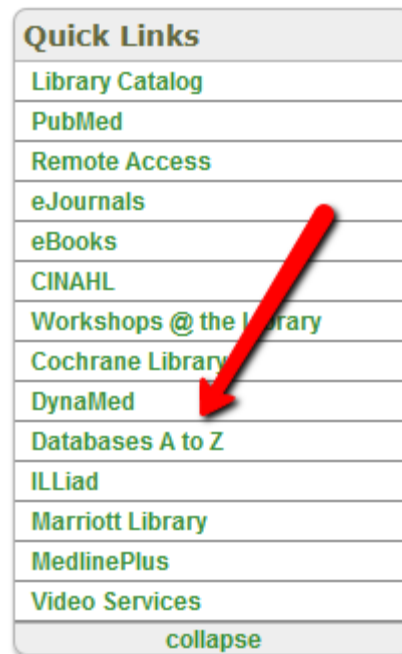 Quick Links
Library Catalog
PubMed
Remote Access
eJournals
eBooks
CINAHL
Workshops @ the Library
Cochrane Library
DynaMed
Databases A to Z
ILLiad
Marriott Library
MedlinePlus
Video Services
collapse